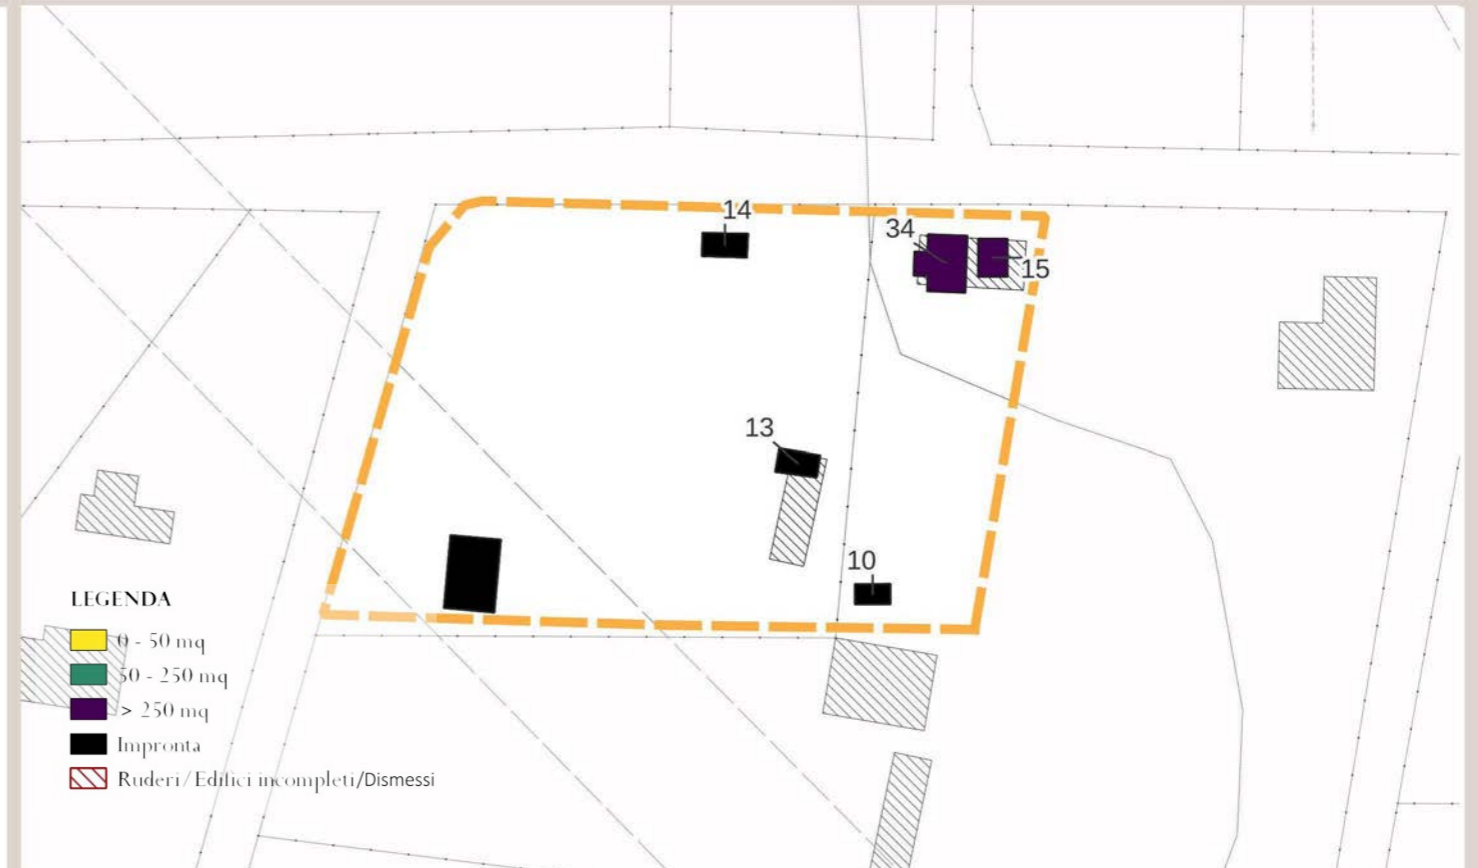 14
34
15
13
10
LEGENDA
0 - 50 mq
50 - 250 mq
> 250 mq
Impronta
Ruderi/Edifici incompleti/Dismessi